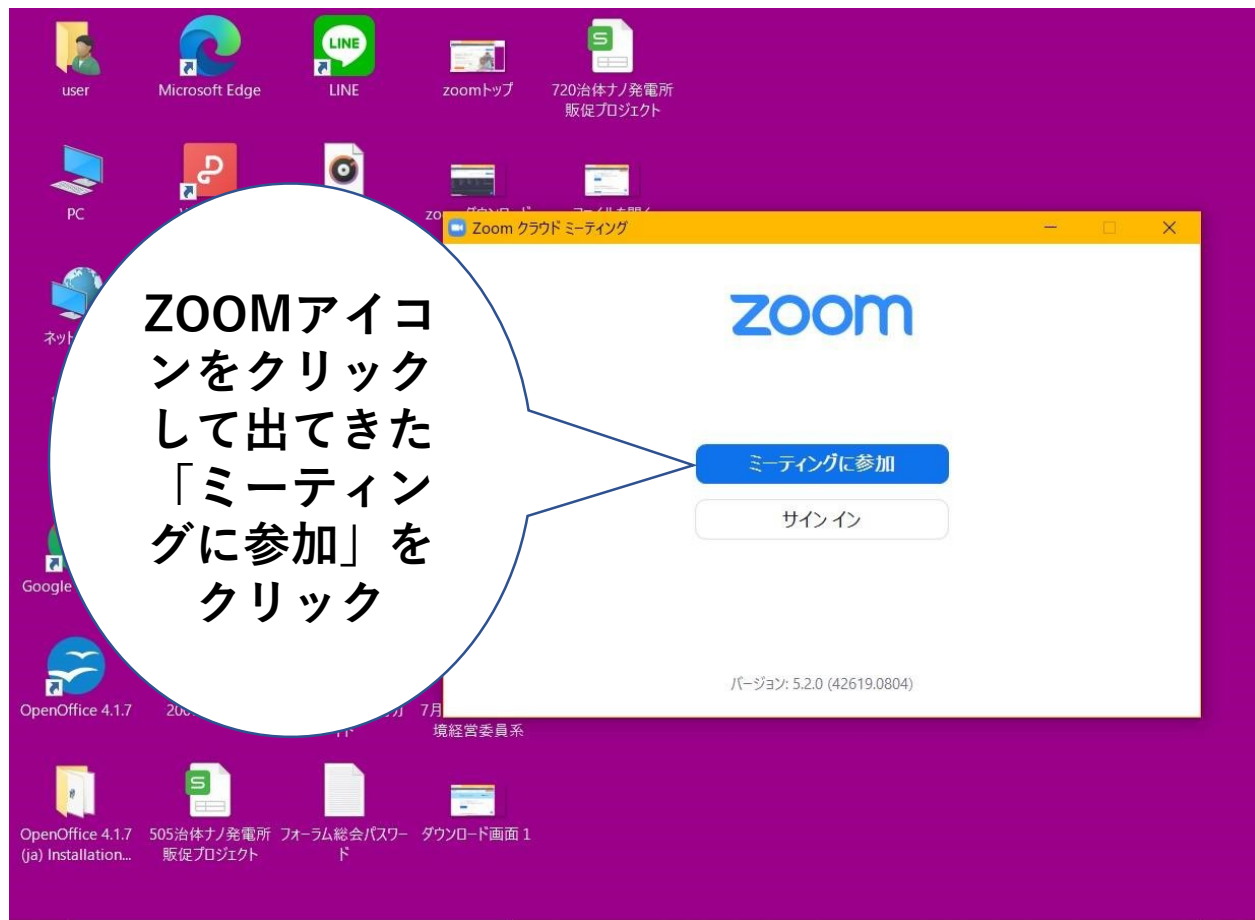 user
Microsoft Edge
LINE
LINE
zoomトップ
720治体ナノ発電所
販促プロジェクト
PC
Zoom クラウド ミーティング
zoom
ZOOMアイコ
ンをクリック
して出てきた
「ミーティン
グに参加」を
クリック
ミーティングに参加
サイン イン
バージョン: 5.2.0 (42619.0804)
Google
OpenOffice 4.1.7
境経営委員系
OpenOffice 4.1.7
(ja) Installation...
505治体ナノ発電所
販促プロジェクト
フォーラム総会パスワー
ド
ダウンロード画面 1